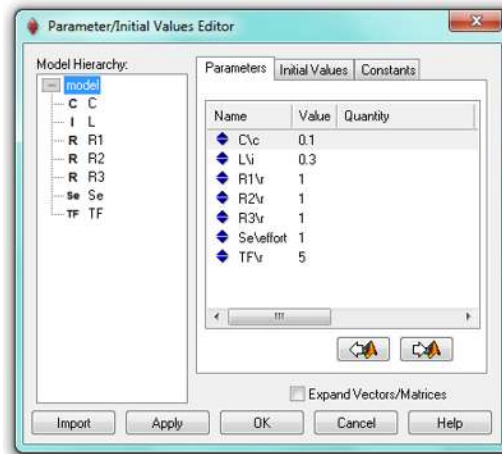 Parameter/Initial Values Editor
Model Hierarchy:
model
C C
I L
R R1
R R2
R R3
Se Se
TF TF
Parameters Initial Values Constants
Name Value Quantity
C\c 0.1
L\i 0.3
R1\r 1
R2\r 1
R3\r 1
Se\effort 1
TF\r 5
Expand Vectors/Matrices
Import Apply OK Cancel Help